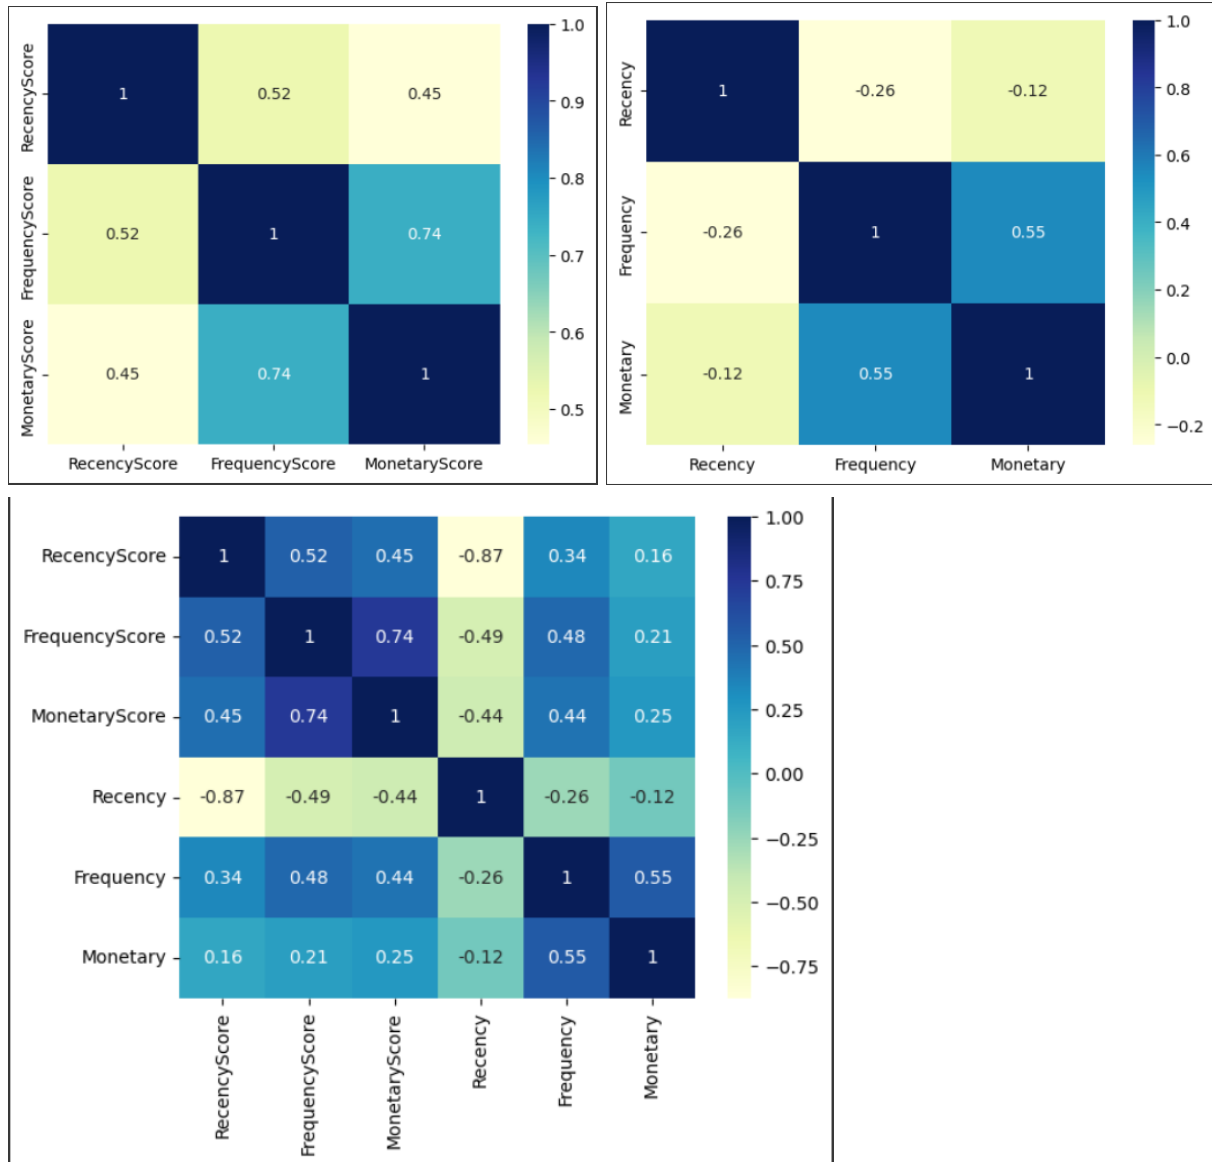 RecencyScore 1 0.52 0.45
FrequencyScore 0.52 1 0.74
MonetaryScore 0.45 0.74 1
RecencyScore FrequencyScore MonetaryScore
1.0
0.9
0.8
0.7
0.6
0.5
Recency 1 -0.26 -0.12
Frequency -0.26 1 0.55
Monetary -0.12 0.55 1
Recency Frequency Monetary
1.0
0.8
0.6
0.4
0.2
0.0
−0.2
RecencyScore 1 0.52 0.45 -0.87 0.34 0.16
FrequencyScore 0.52 1 0.74 -0.49 0.48 0.21
MonetaryScore 0.45 0.74 1 -0.44 0.44 0.25
Recency -0.87 -0.49 -0.44 1 -0.26 -0.12
Frequency 0.34 0.48 0.44 -0.26 1 0.55
Monetary 0.16 0.21 0.25 -0.12 0.55 1
RecencyScore FrequencyScore MonetaryScore Recency Frequency Monetary
1.00
0.75
0.50
0.25
0.00
−0.25
−0.50
−0.75